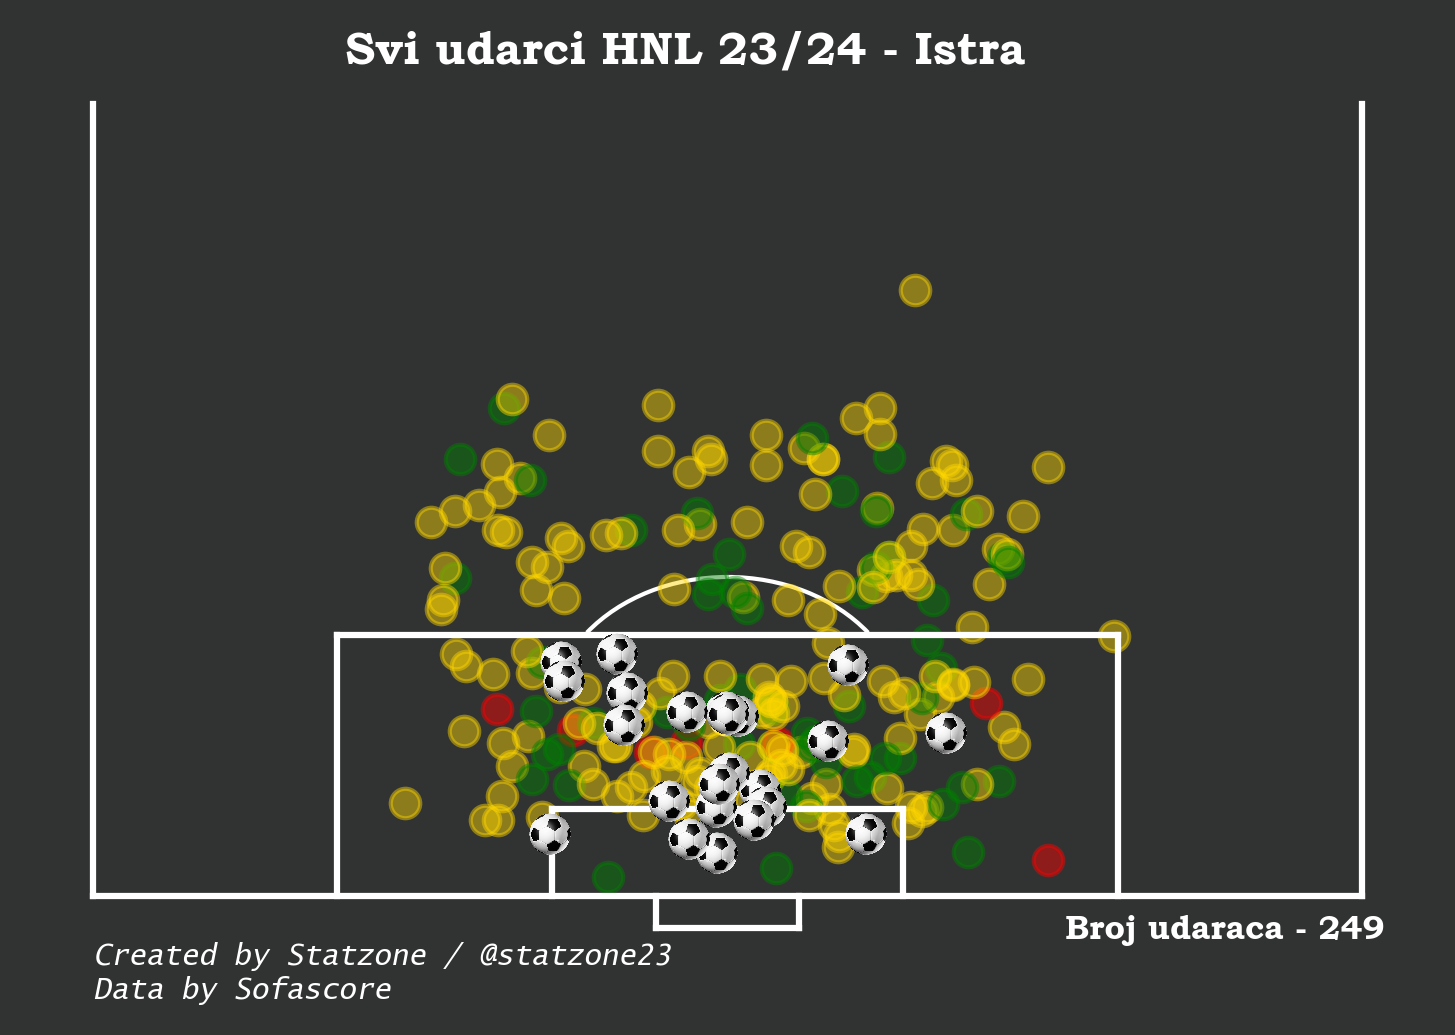 Svi udarci HNL 23/24 - Istra
Broj udaraca - 249
Created by Statzone / @statzone23
Data by Sofascore